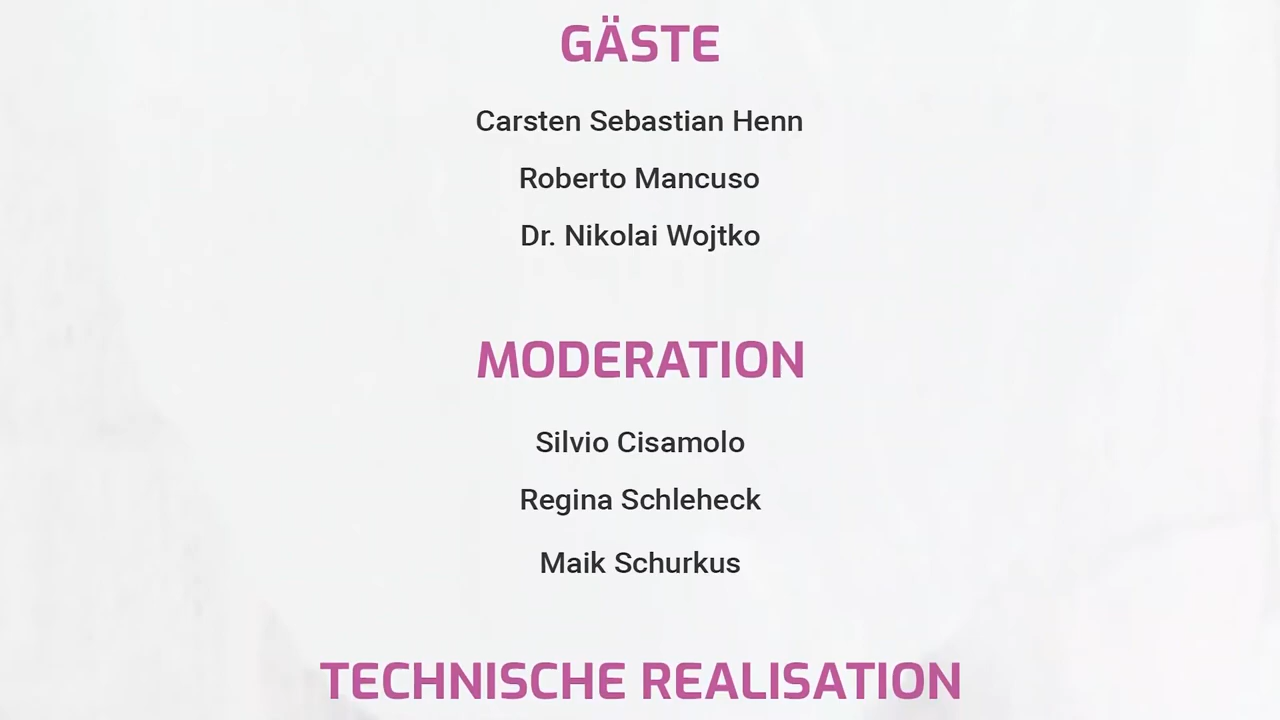 GÄSTE
Carsten Sebastian Henn
Roberto Mancuso
Dr. Nikolai Wojtko
MODERATION
Silvio Cisamolo
Regina Schleheck
Maik Schurkus
TECHNISCHE REALISATION